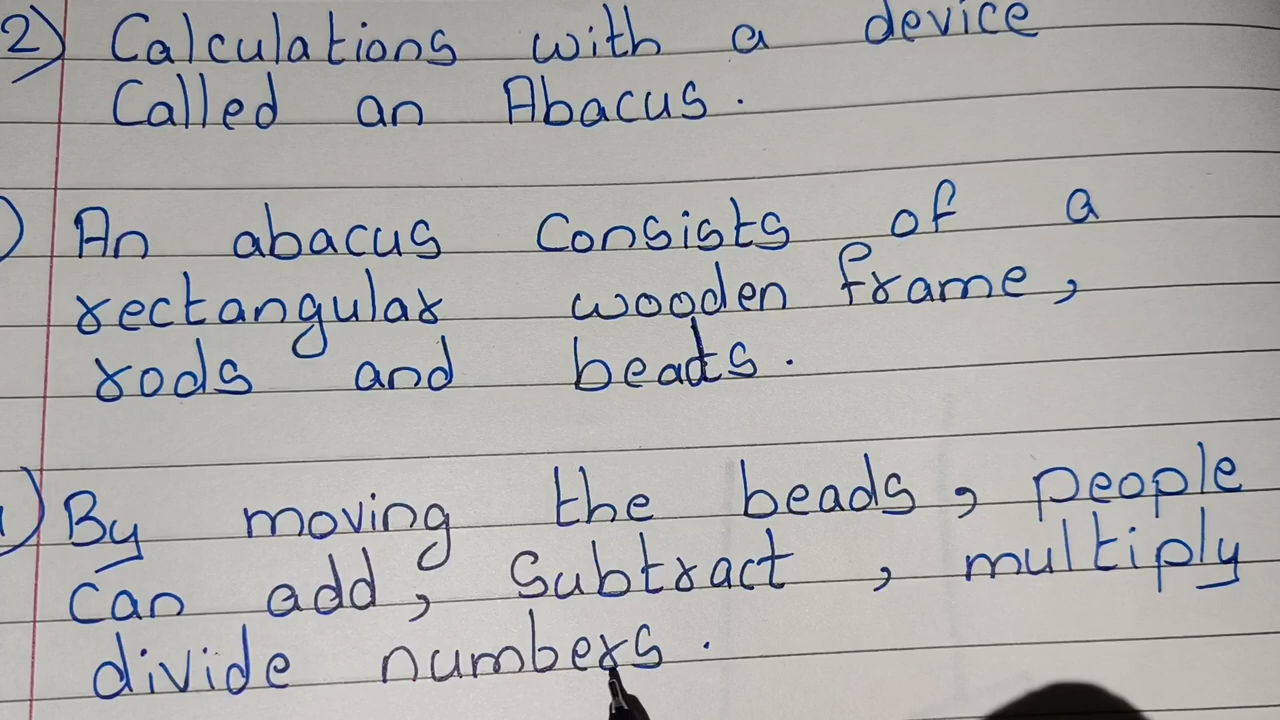 2) Calculations with a device
Called an Abacus.
) An abacus Consists of a
rectangular wooden frame,
rods and beads.
) By moving the beads, people
Can add, Subtract, multiply
divide numbers.